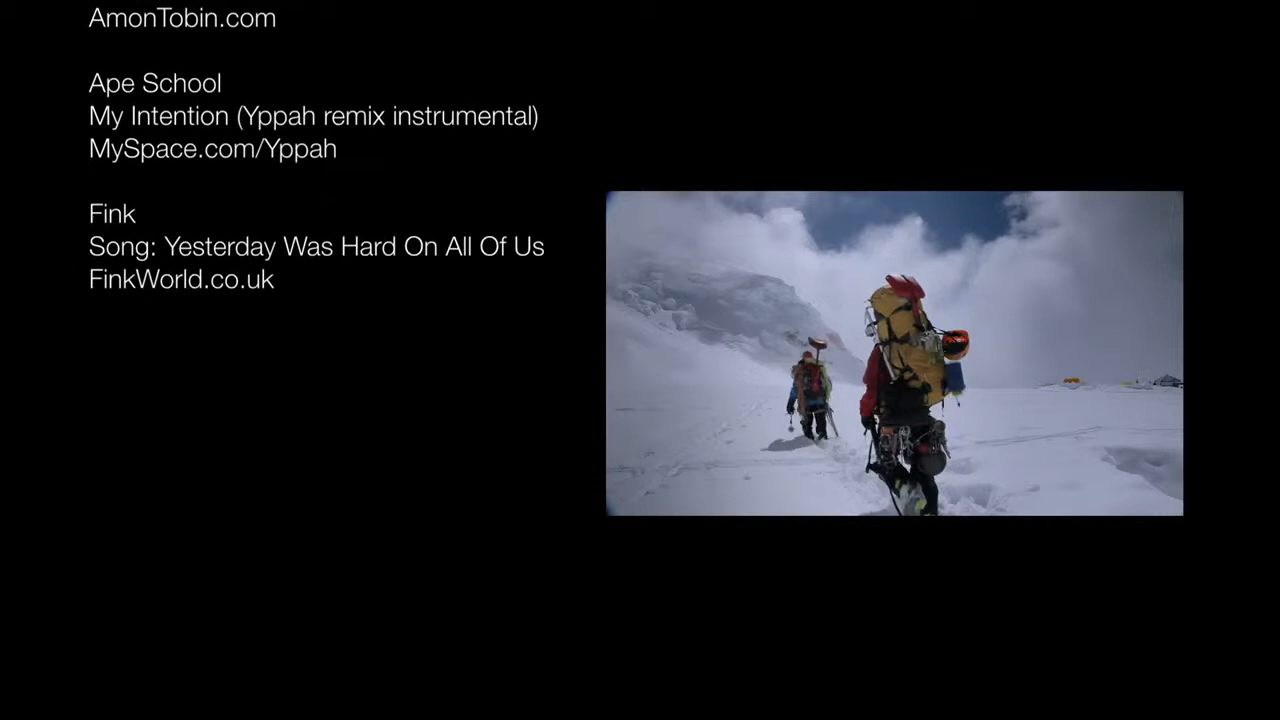 AmonTobin.com
Ape School
My Intention (Yppah remix instrumental)
MySpace.com/Yppah
Fink
Song: Yesterday Was Hard On All Of Us
FinkWorld.co.uk